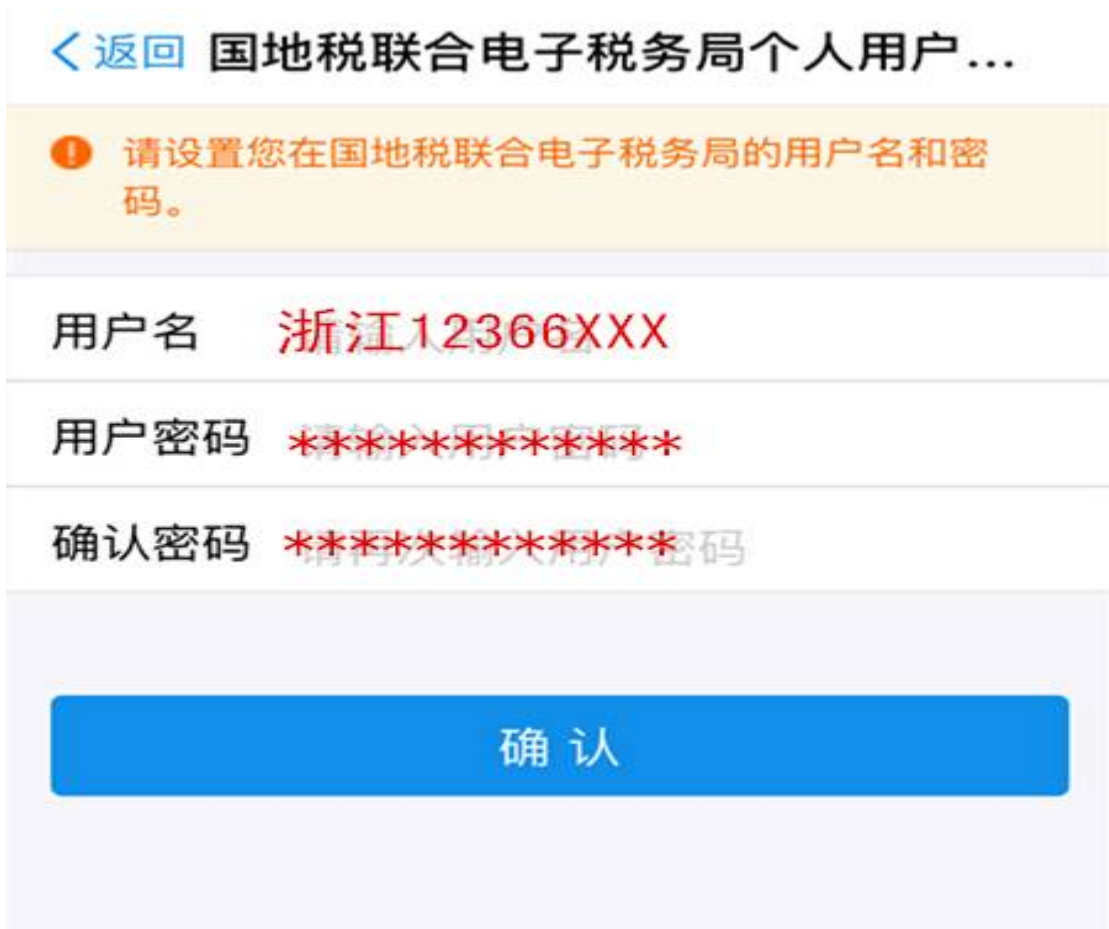 返回 国地税联合电子税务局个人用户...
请设置您在国地税联合电子税务局的用户名和密
码。
用户名 浙江12366XXX
用户密码 ************
确认密码 ************ 密码
确认